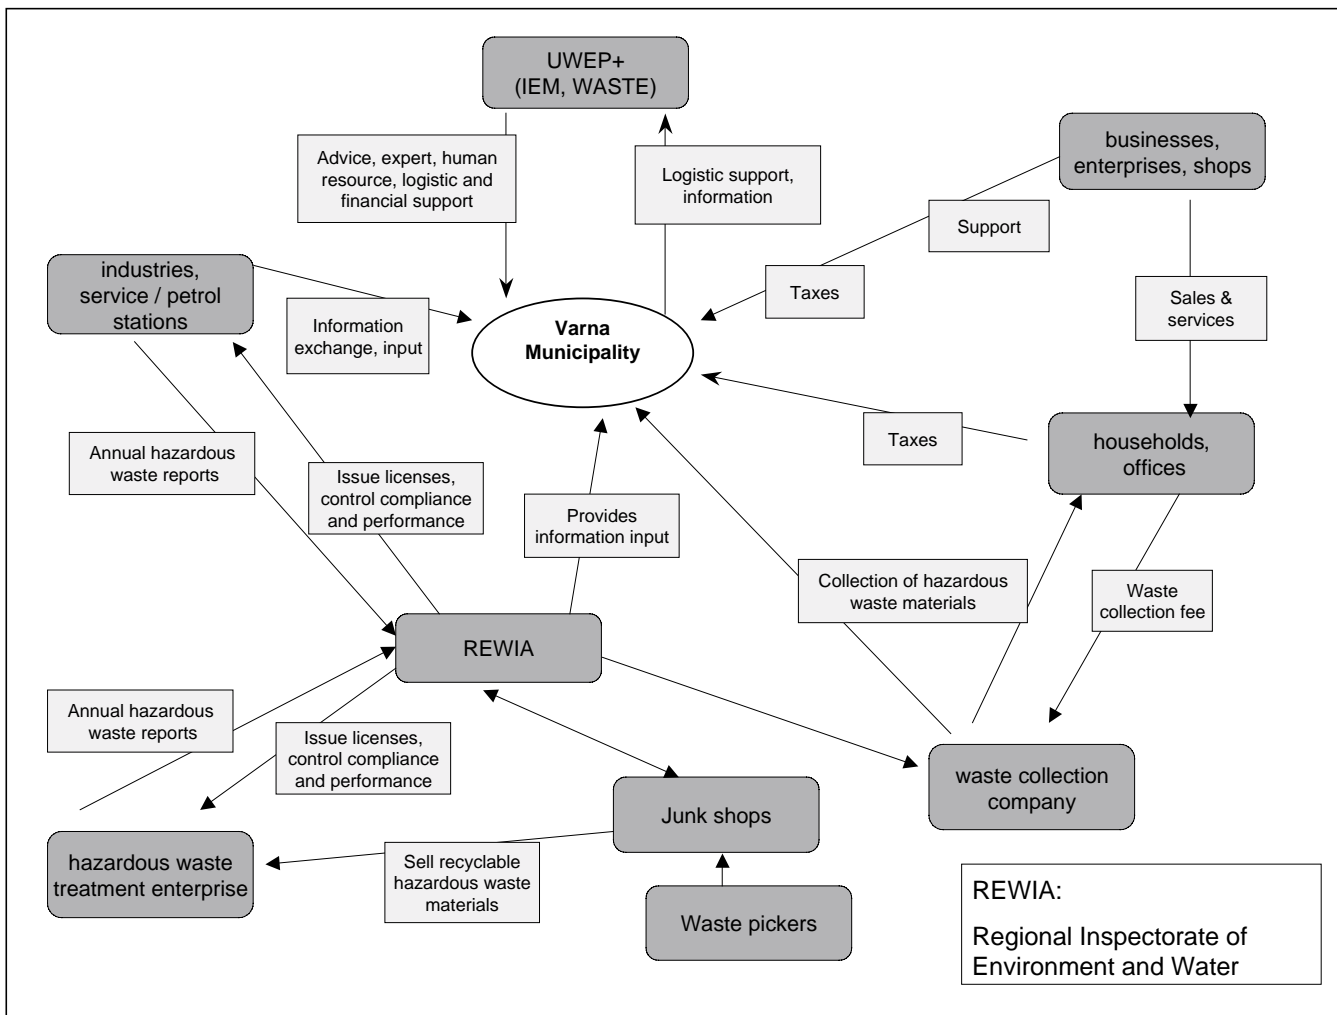 UWEP+
(IEM, WASTE)
businesses,
enterprises, shops
Advice, expert, human
resource, logistic and
financial support
Logistic support,
information
Support
industries,
service / petrol
stations
Taxes
Sales &
services
Information
exchange, input
Varna
Municipality
Taxes
households,
offices
Annual hazardous
waste reports
Issue licenses,
control compliance
and performance
Provides
information input
Collection of hazardous
waste materials
Waste
collection fee
REWIA
Annual hazardous
waste reports
Issue licenses,
control compliance
and performance
waste collection
company
Junk shops
hazardous waste
treatment enterprise
Sell recyclable
hazardous waste
materials
Waste pickers
REWIA:
Regional Inspectorate of
Environment and Water